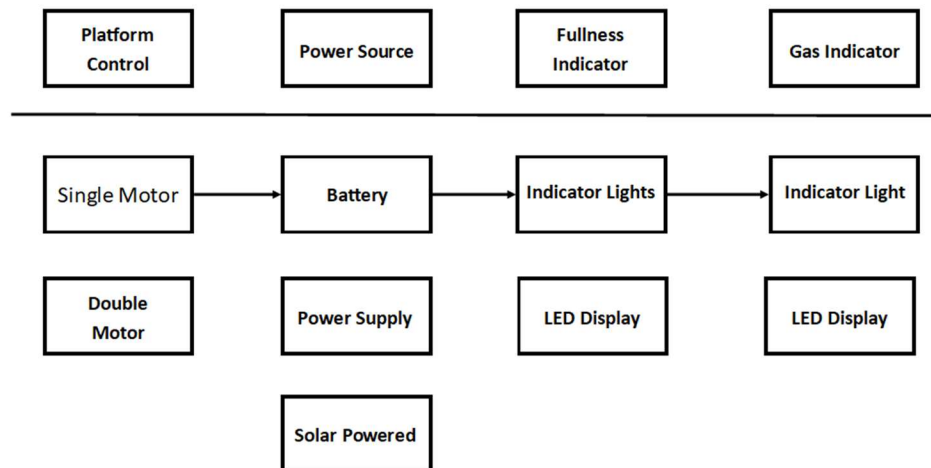 Platform
Control
Power Source
Fullness
Indicator
Gas Indicator
Single Motor
Battery
Indicator Lights
Indicator Light
Double
Motor
Power Supply
LED Display
LED Display
Solar Powered